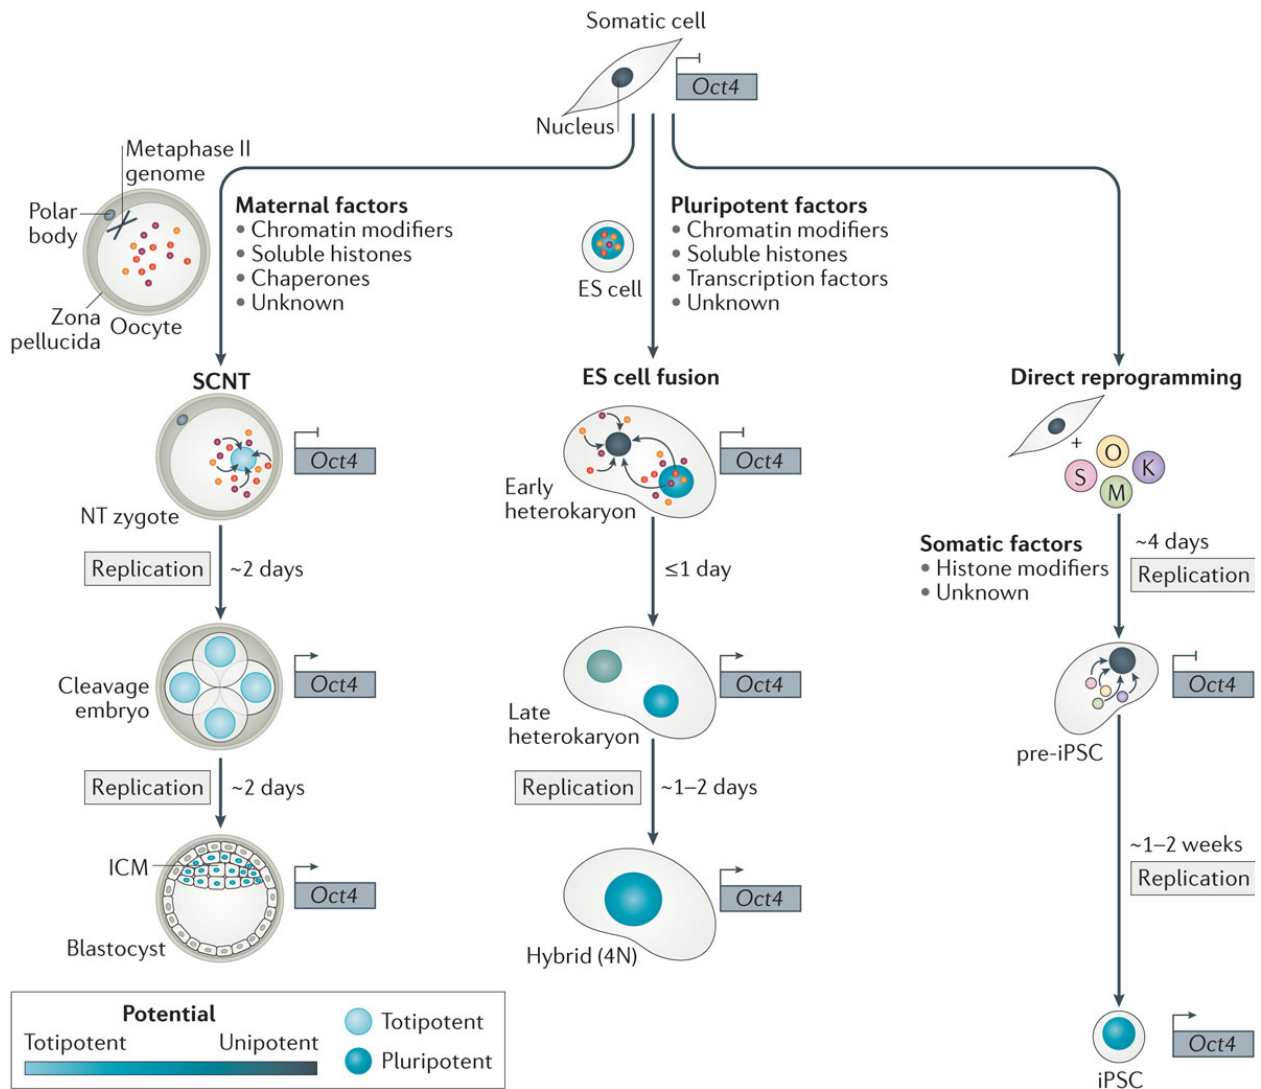 Somatic cell
Oct4
Nucleus
Metaphase II
genome
Polar
body
Zona
pellucida
Oocyte
Maternal factors
• Chromatin modifiers
• Soluble histones
• Chaperones
• Unknown
ES cell
Pluripotent factors
• Chromatin modifiers
• Soluble histones
• Transcription factors
• Unknown
SCNT
Oct4
NT zygote
Replication
~2 days
Cleavage
embryo
Oct4
Replication
~2 days
ICM
Oct4
Blastocyst
ES cell fusion
Oct4
Early
heterokaryon
≤1 day
Oct4
Late
heterokaryon
Replication
~1–2 days
Oct4
Hybrid (4N)
Direct reprogramming
+
O
S
K
M
Somatic factors
• Histone modifiers
• Unknown
~4 days
Replication
Oct4
pre-iPSC
~1–2 weeks
Replication
Oct4
iPSC
Potential
Totipotent
Unipotent
Totipotent
Pluripotent